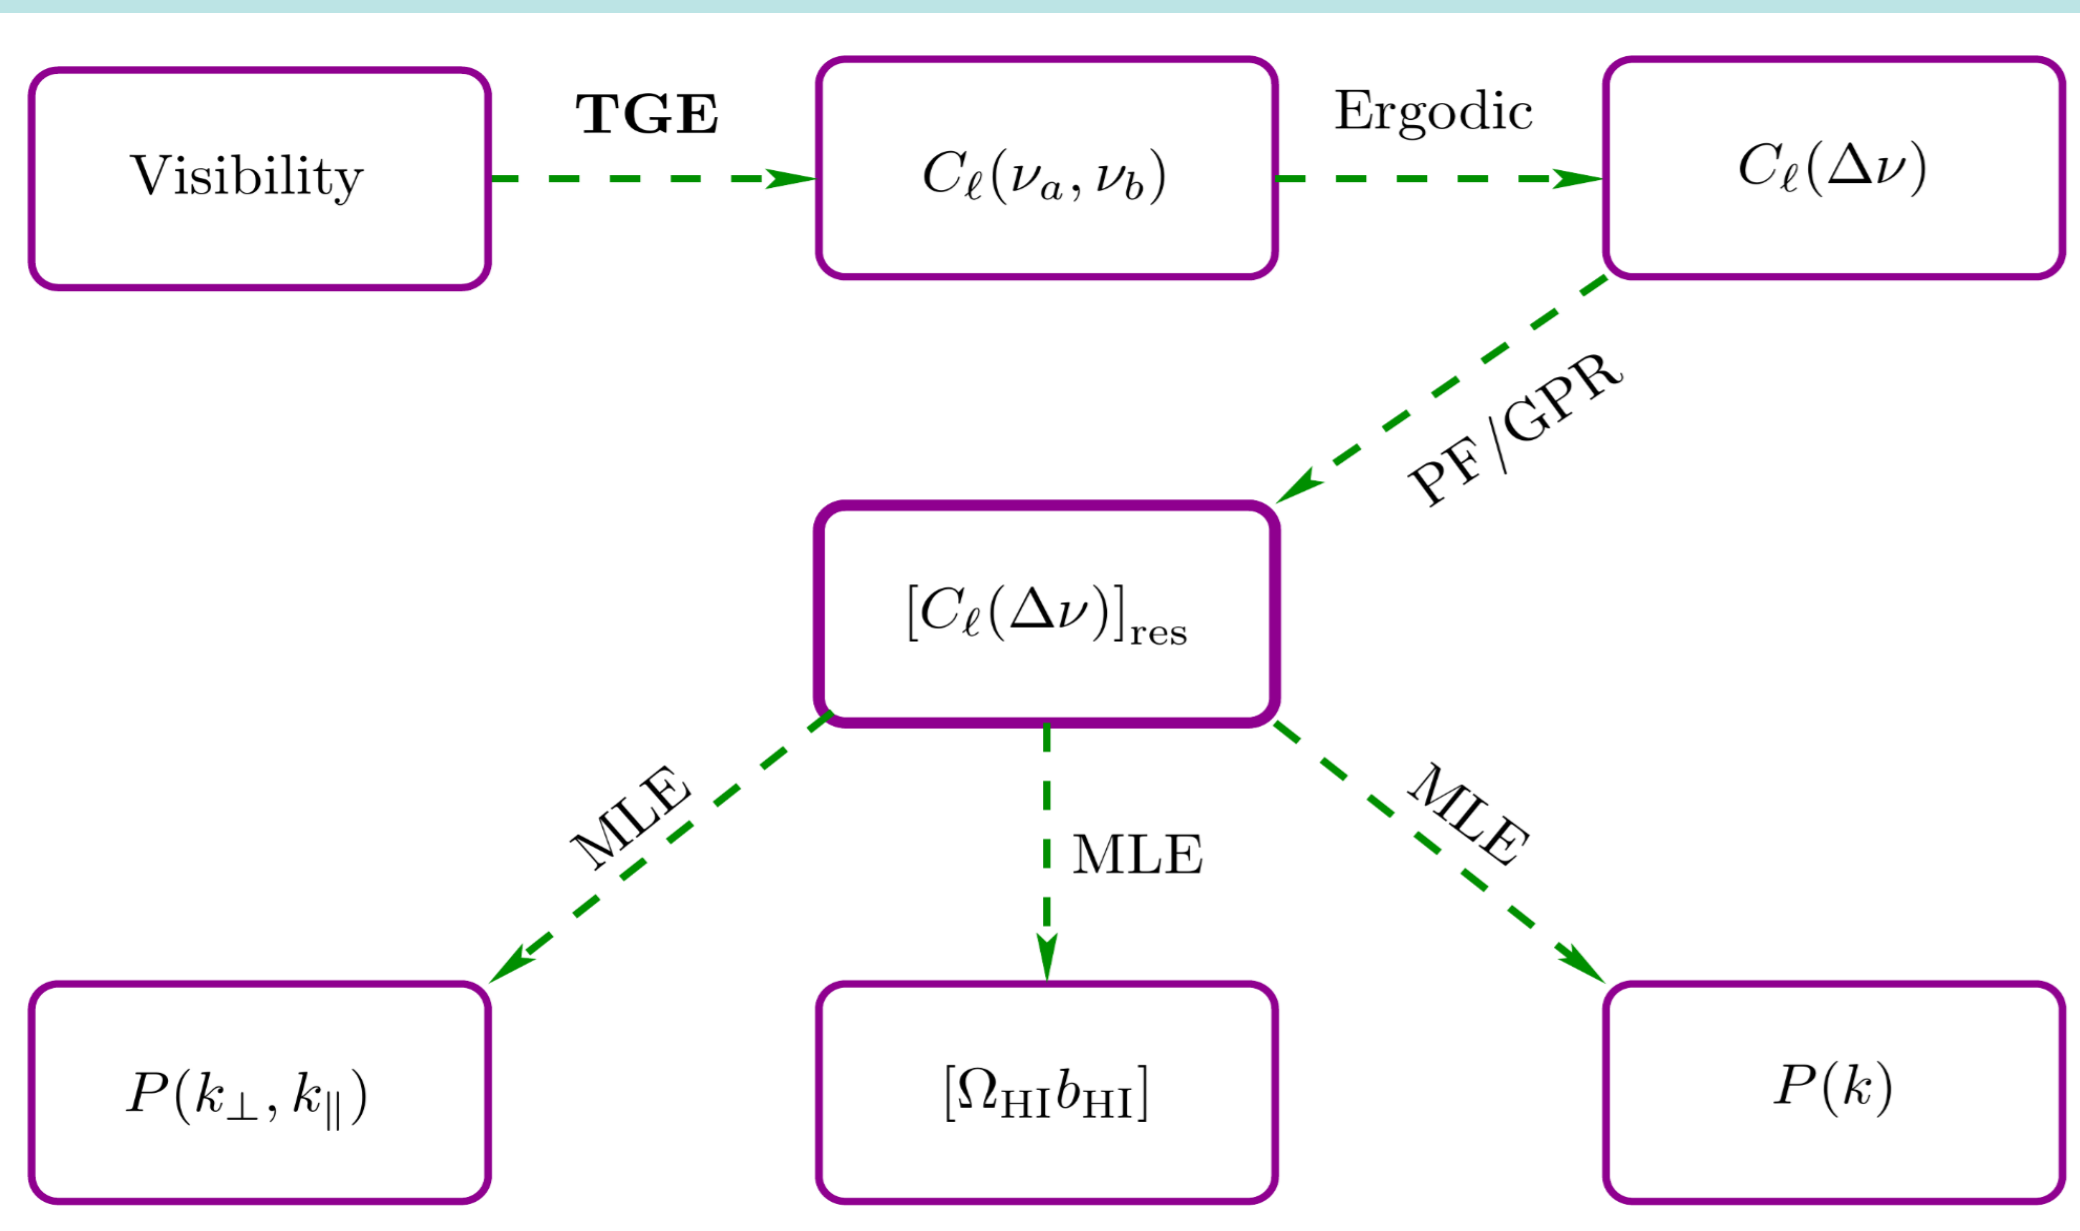 TGE
Ergodic
Visibility
C_ℓ(ν_a, ν_b)
C_ℓ(Δν)
PF/GPR
[C_ℓ(Δν)]_res
MLE
MLE
MLE
P(k_⊥, k_∥)
[Ω_HI b_HI]
P(k)